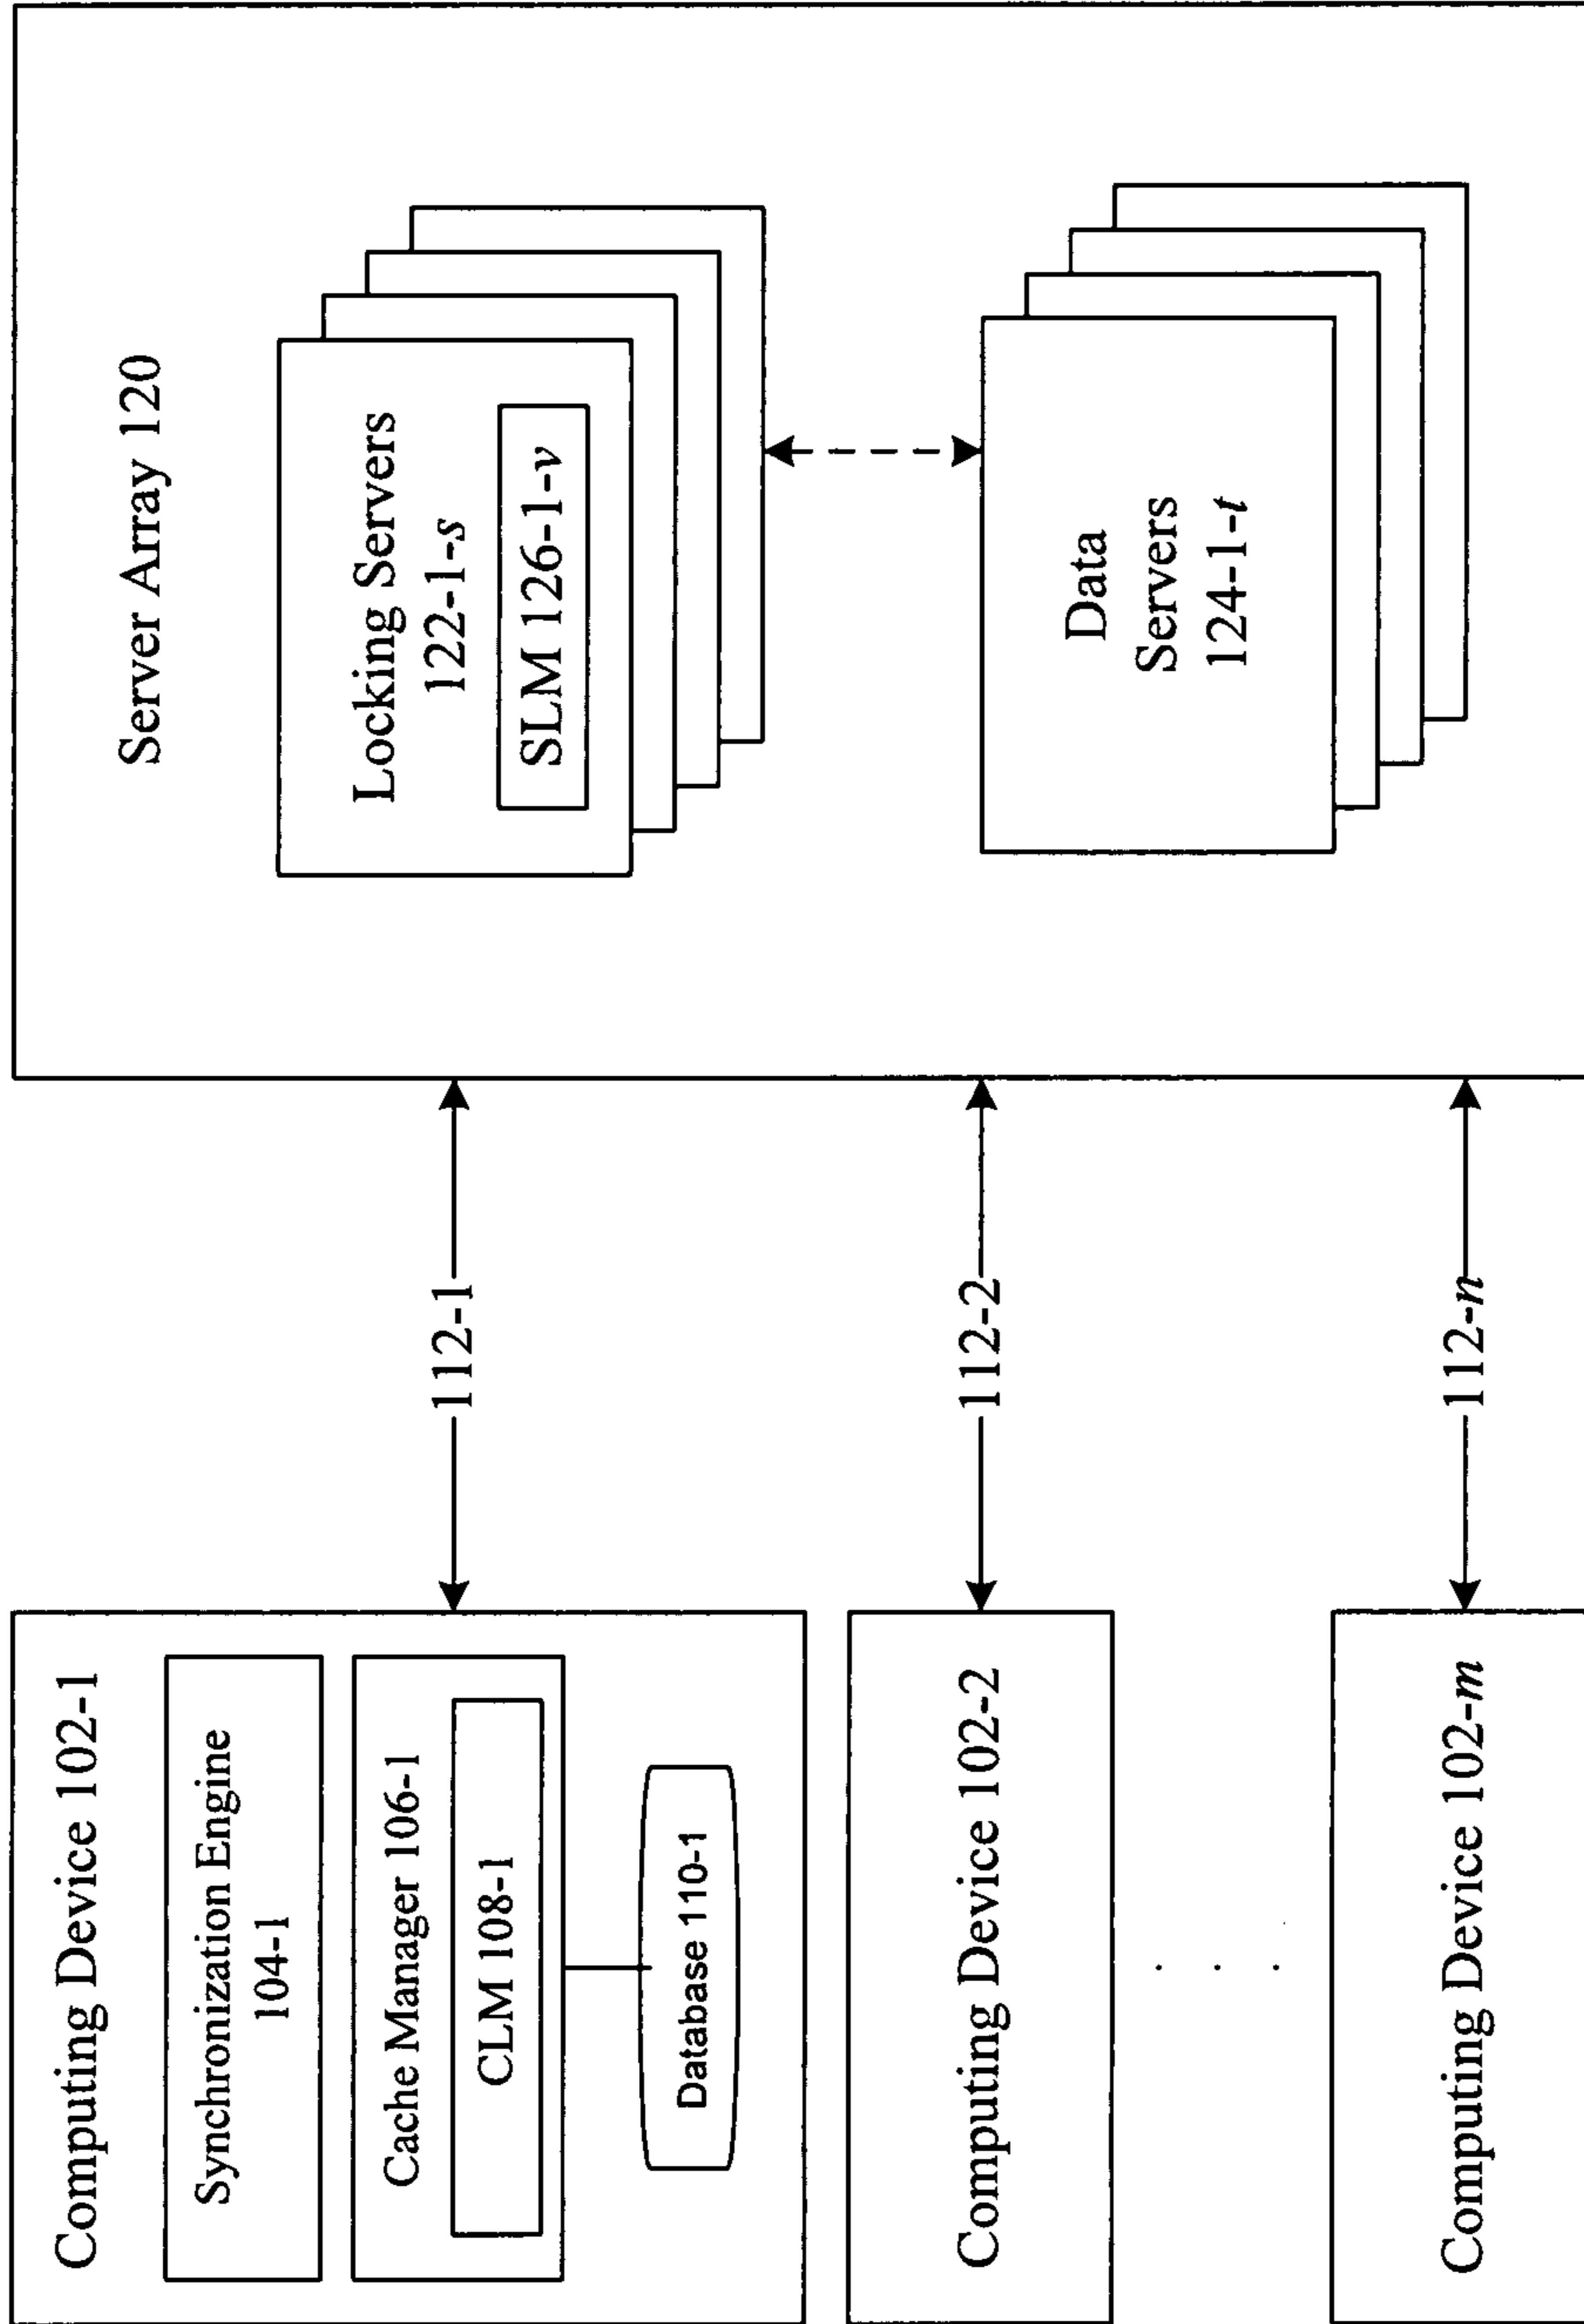 Computing Device 102-1
Synchronization Engine
104-1
Cache Manager 106-1
CLM 108-1
Database 110-1
Computing Device 102-2
Computing Device 102-m
112-1
112-2
112-n
Server Array 120
Locking Servers
122-1-s
SLM 126-1-v
Data
Servers
124-1-t